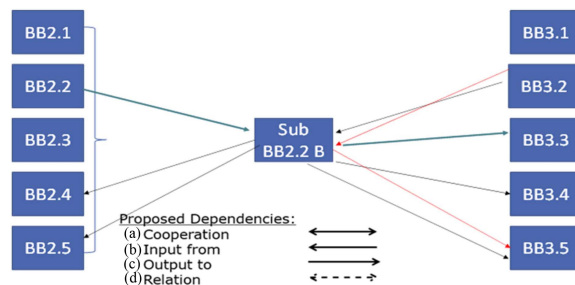 BB2.1
BB2.2
BB2.3
BB2.4
BB2.5
Sub
BB2.2 B
BB3.1
BB3.2
BB3.3
BB3.4
BB3.5
Proposed Dependencies:
(a) Cooperation
(b) Input from
(c) Output to
(d) Relation